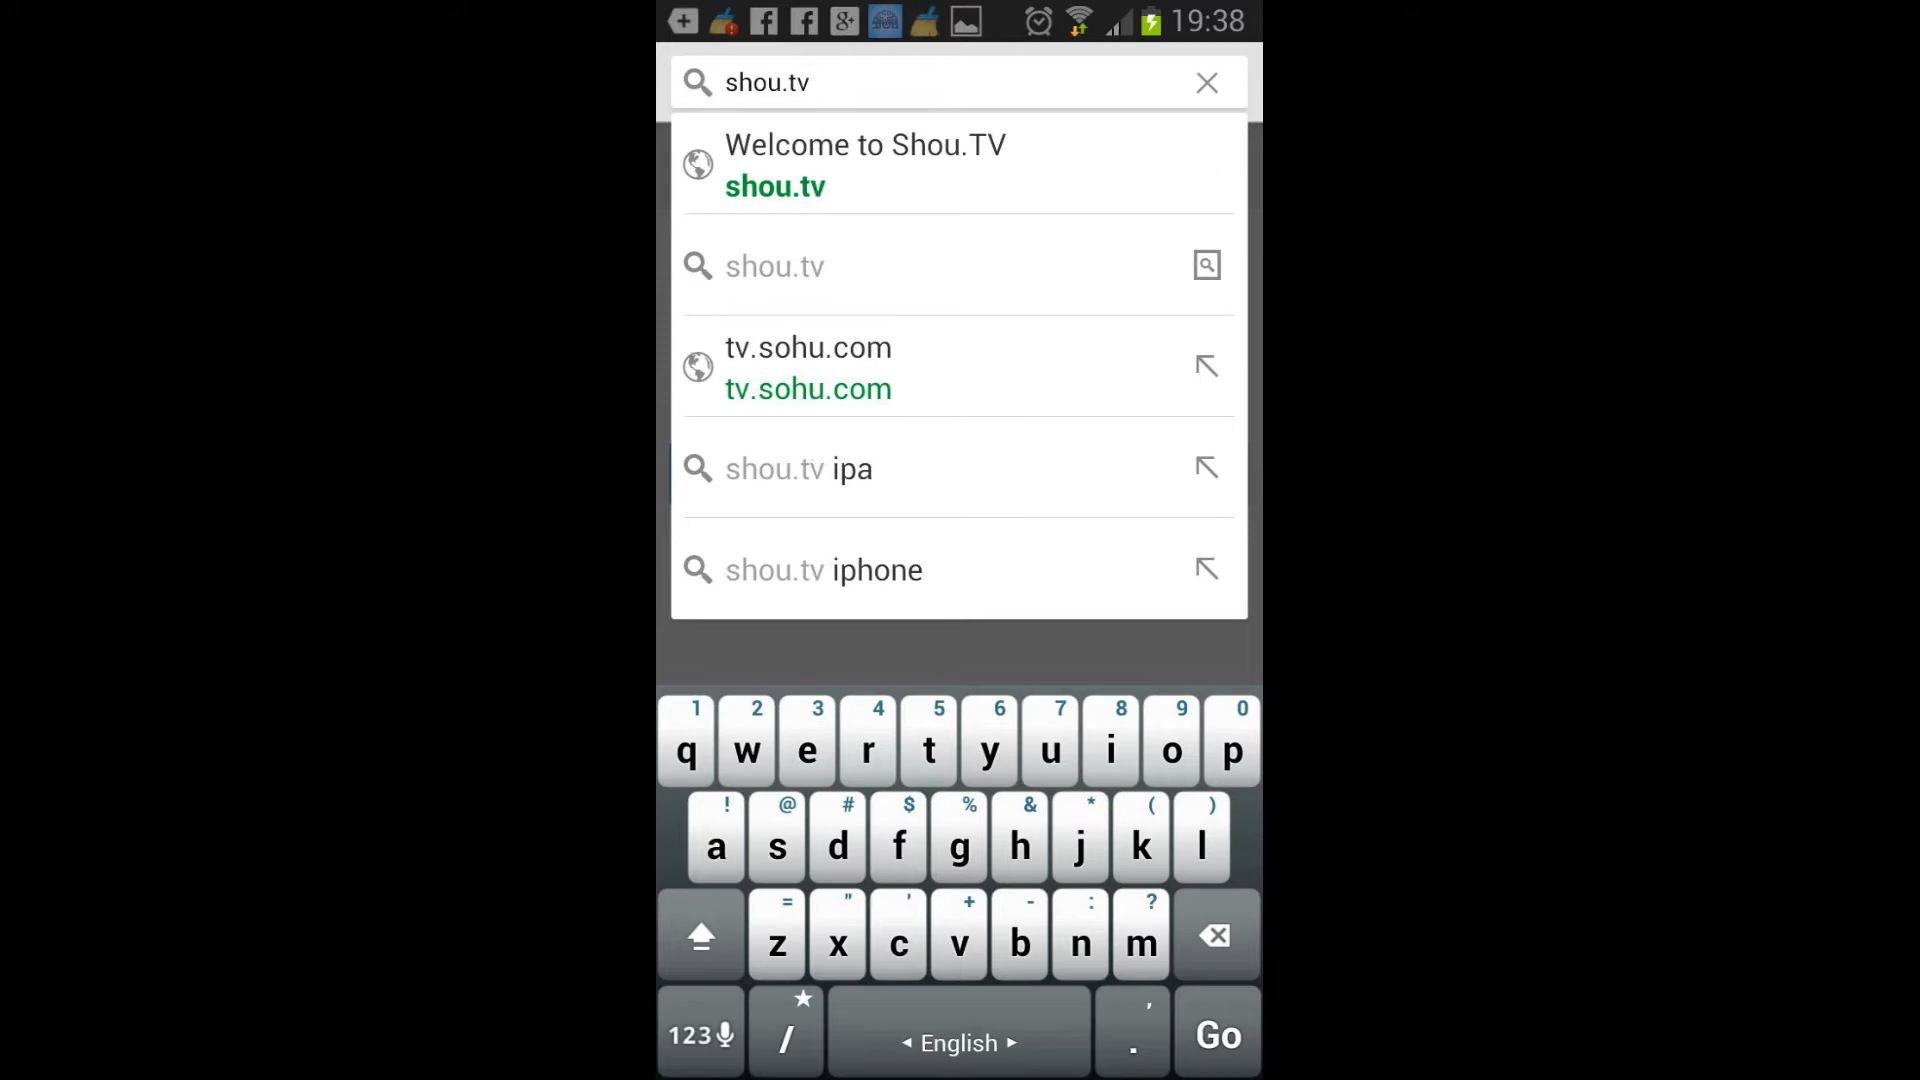 19:38
shou.tv
Welcome to Shou.TV
shou.tv
shou.tv
tv.sohu.com
tv.sohu.com
shou.tv ipa
shou.tv iphone
1 2 3 4 5 6 7 8 9 0
q w e r t y u i o p
! @ # $ % & * ( )
a s d f g h j k l
= " ' + - : ?
z x c v b n m
123 / ◂ English ▸ , . Go